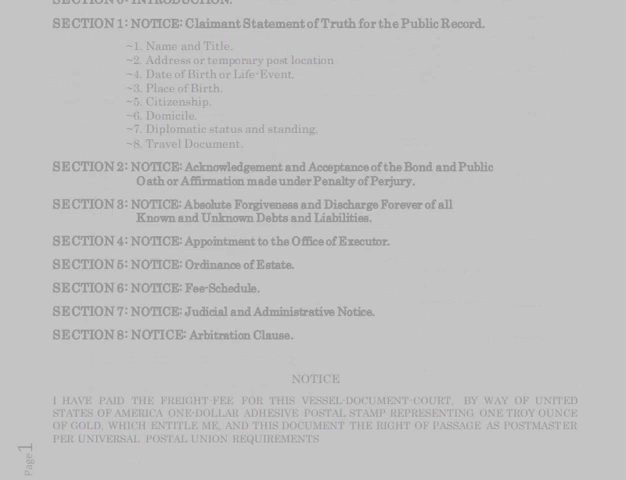 SECTION 0: INTRODUCTION.
SECTION 1: NOTICE: Claimant Statement of Truth for the Public Record.
~1. Name and Title.
~2. Address or temporary post location
~4. Date of Birth or Life-Event.
~3. Place of Birth.
~5. Citizenship.
~6. Domicile.
~7. Diplomatic status and standing.
~8. Travel Document.
SECTION 2: NOTICE: Acknowledgement and Acceptance of the Bond and Public
Oath or Affirmation made under Penalty of Perjury.
SECTION 3: NOTICE: Absolute Forgiveness and Discharge Forever of all
Known and Unknown Debts and Liabilities.
SECTION 4: NOTICE: Appointment to the Office of Executor.
SECTION 5: NOTICE: Ordinance of Estate.
SECTION 6: NOTICE: Fee-Schedule.
SECTION 7: NOTICE: Judicial and Administrative Notice.
SECTION 8: NOTICE: Arbitration Clause.
NOTICE
I HAVE PAID THE FREIGHT-FEE FOR THIS VESSEL-DOCUMENT-COURT, BY WAY OF UNITED
STATES OF AMERICA ONE-DOLLAR ADHESIVE POSTAL STAMP REPRESENTING ONE TROY OUNCE
OF GOLD, WHICH ENTITLE ME, AND THIS DOCUMENT THE RIGHT OF PASSAGE AS POSTMASTER
PER UNIVERSAL POSTAL UNION REQUIREMENTS
Page 1